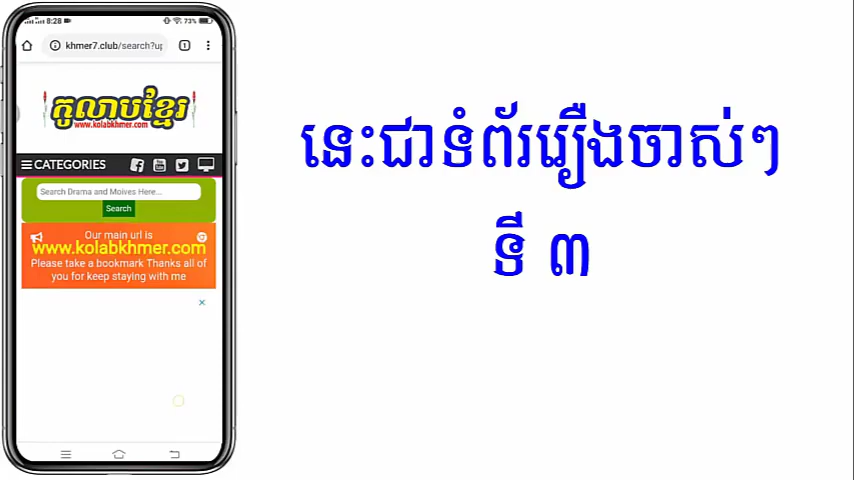 8:28
73%
khmer7.club/search?up
1
កូលាបខ្មែរ
www.kolabkhmer.com
CATEGORIES
Search Drama and Moives Here...
Search
Our main url is
www.kolabkhmer.com
Please take a bookmark Thanks all of
you for keep staying with me
នេះជាទំព័ររឿងចាស់ៗ
ទី ៣